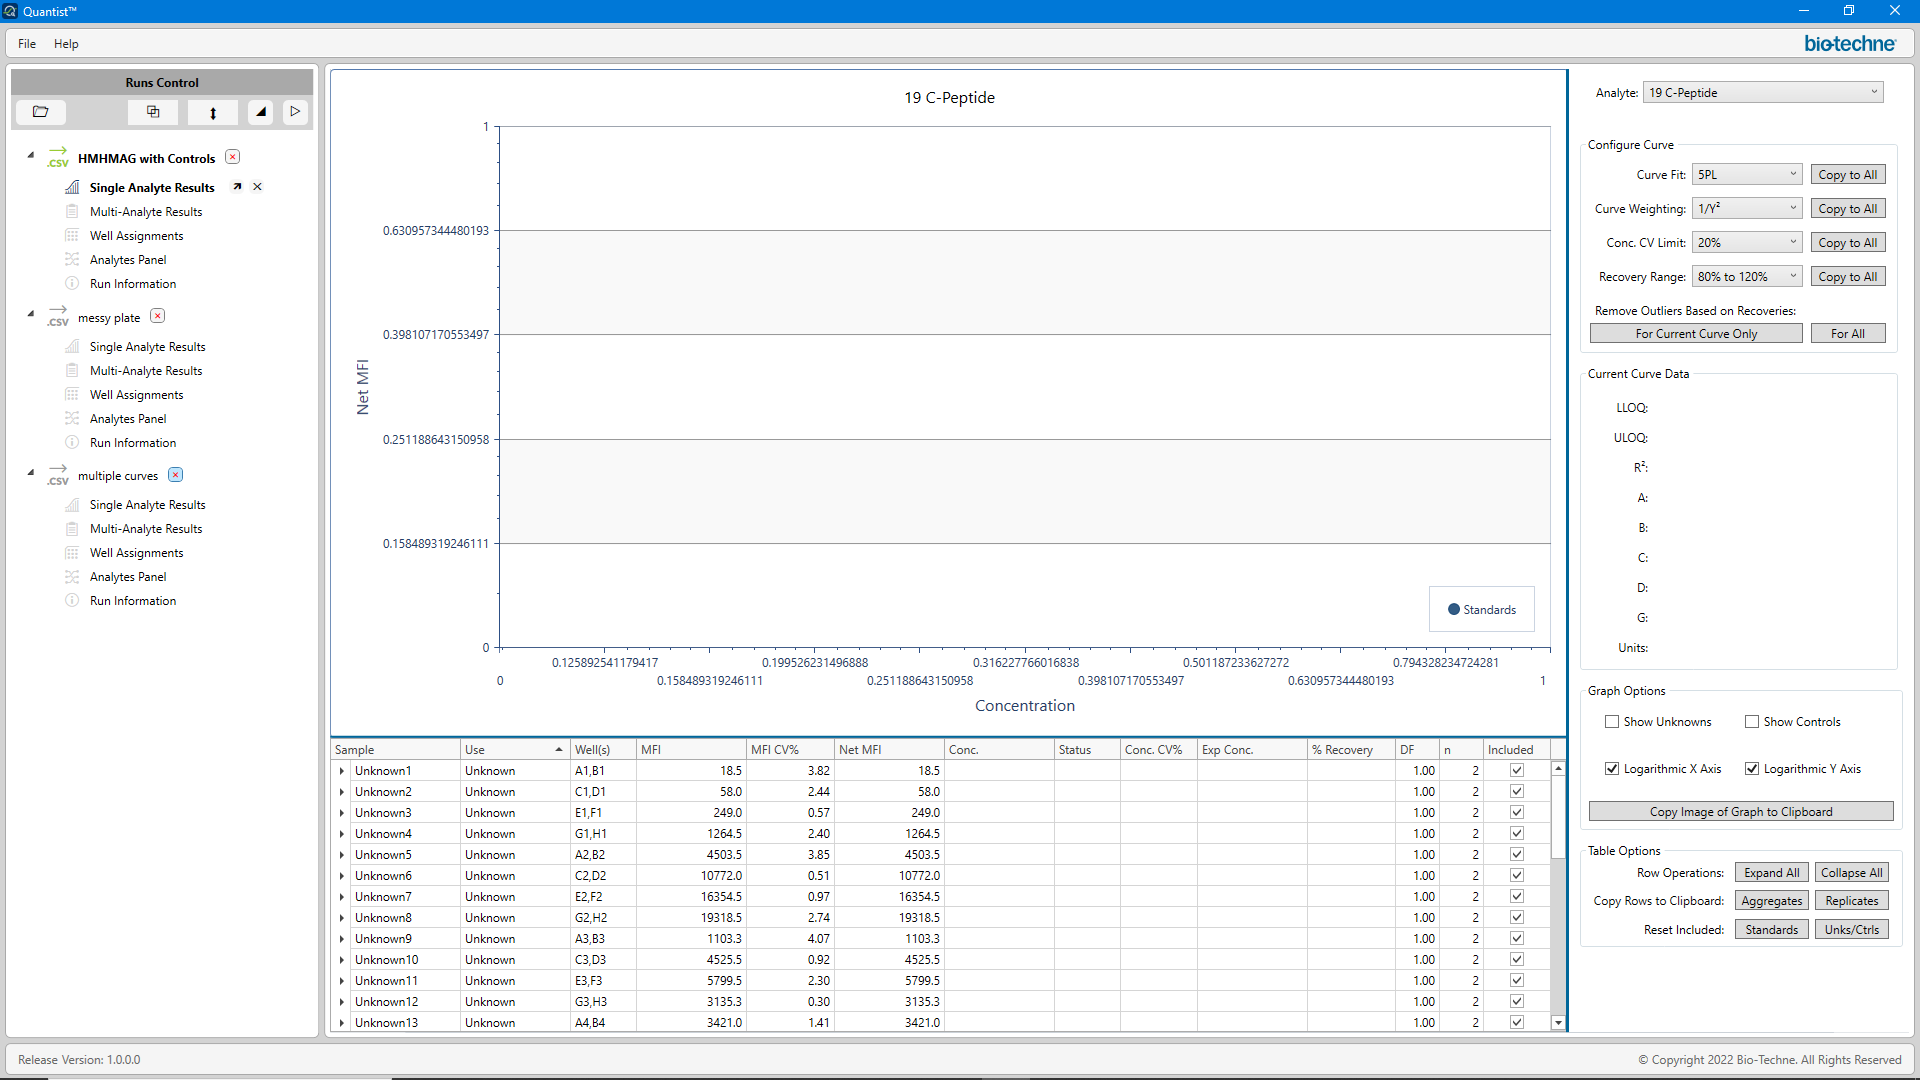 Quantist™
File Help
bio-techne
Runs Control
.CSV HMHMAG with Controls
Single Analyte Results
Multi-Analyte Results
Well Assignments
Analytes Panel
Run Information
.CSV messy plate
Single Analyte Results
Multi-Analyte Results
Well Assignments
Analytes Panel
Run Information
.CSV multiple curves
Single Analyte Results
Multi-Analyte Results
Well Assignments
Analytes Panel
Run Information
19 C-Peptide
1
0.630957344480193
0.398107170553497
Net MFI
0.251188643150958
0.158489319246111
0
Standards
0.125892541179417 0.199526231496888 0.316227766016838 0.501187233627272 0.794328234724281
0 0.158489319246111 0.251188643150958 0.398107170553497 0.630957344480193 1
Concentration
Sample Use Well(s) MFI MFI CV% Net MFI Conc. Status Conc. CV% Exp Conc. % Recovery DF n Included
Unknown1 Unknown A1,B1 18.5 3.82 18.5 1.00 2
Unknown2 Unknown C1,D1 58.0 2.44 58.0 1.00 2
Unknown3 Unknown E1,F1 249.0 0.57 249.0 1.00 2
Unknown4 Unknown G1,H1 1264.5 2.40 1264.5 1.00 2
Unknown5 Unknown A2,B2 4503.5 3.85 4503.5 1.00 2
Unknown6 Unknown C2,D2 10772.0 0.51 10772.0 1.00 2
Unknown7 Unknown E2,F2 16354.5 0.97 16354.5 1.00 2
Unknown8 Unknown G2,H2 19318.5 2.74 19318.5 1.00 2
Unknown9 Unknown A3,B3 1103.3 4.07 1103.3 1.00 2
Unknown10 Unknown C3,D3 4525.5 0.92 4525.5 1.00 2
Unknown11 Unknown E3,F3 5799.5 2.30 5799.5 1.00 2
Unknown12 Unknown G3,H3 3135.3 0.30 3135.3 1.00 2
Unknown13 Unknown A4,B4 3421.0 1.41 3421.0 1.00 2
Analyte: 19 C-Peptide
Configure Curve
Curve Fit: 5PL Copy to All
Curve Weighting: 1/Y² Copy to All
Conc. CV Limit: 20% Copy to All
Recovery Range: 80% to 120% Copy to All
Remove Outliers Based on Recoveries:
For Current Curve Only For All
Current Curve Data
LLOQ:
ULOQ:
R²:
A:
B:
C:
D:
G:
Units:
Graph Options
Show Unknowns Show Controls
Logarithmic X Axis Logarithmic Y Axis
Copy Image of Graph to Clipboard
Table Options
Row Operations: Expand All Collapse All
Copy Rows to Clipboard: Aggregates Replicates
Reset Included: Standards Unks/Ctrls
Release Version: 1.0.0.0
© Copyright 2022 Bio-Techne. All Rights Reserved